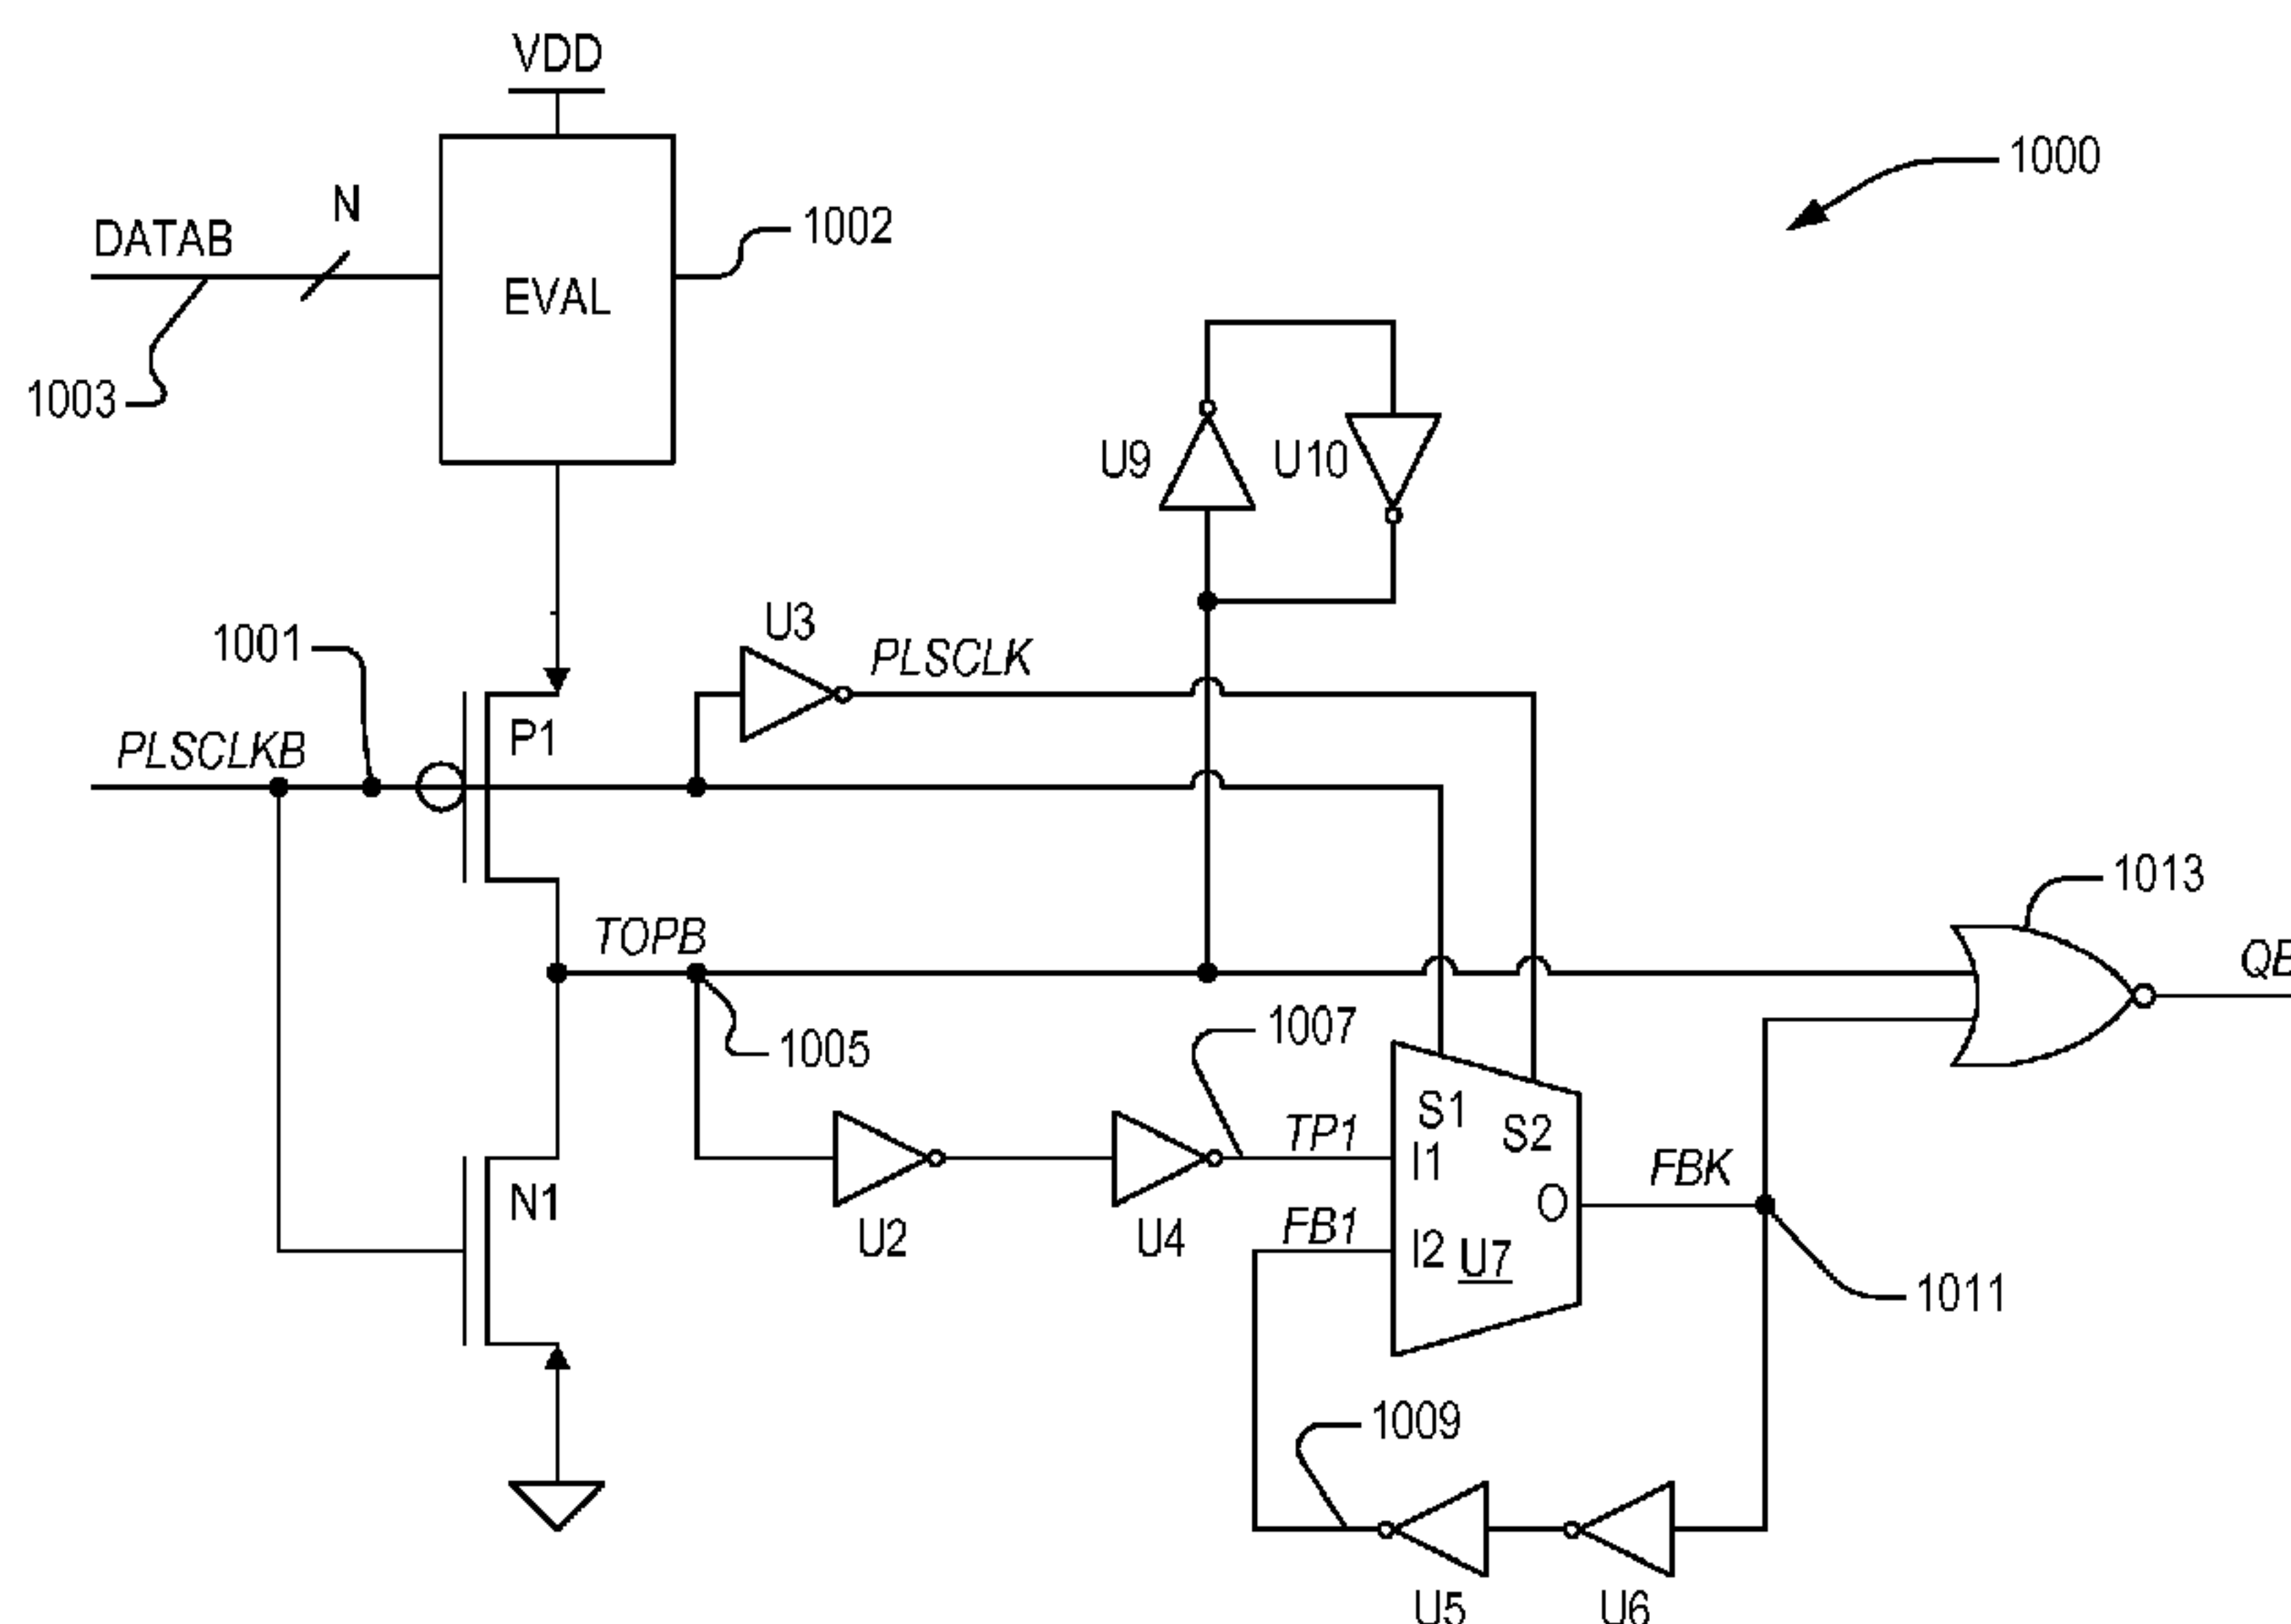 VDD
1000
N
DATAB
1002
EVAL
1003
U9
U10
U3
1001
PLSCLK
P1
PLSCLKB
1013
TOPB
QB
1005
1007
S1
TP1
S2
I1
FBK
N1
O
FB1
I2
U7
U2
U4
1011
1009
U5
U6